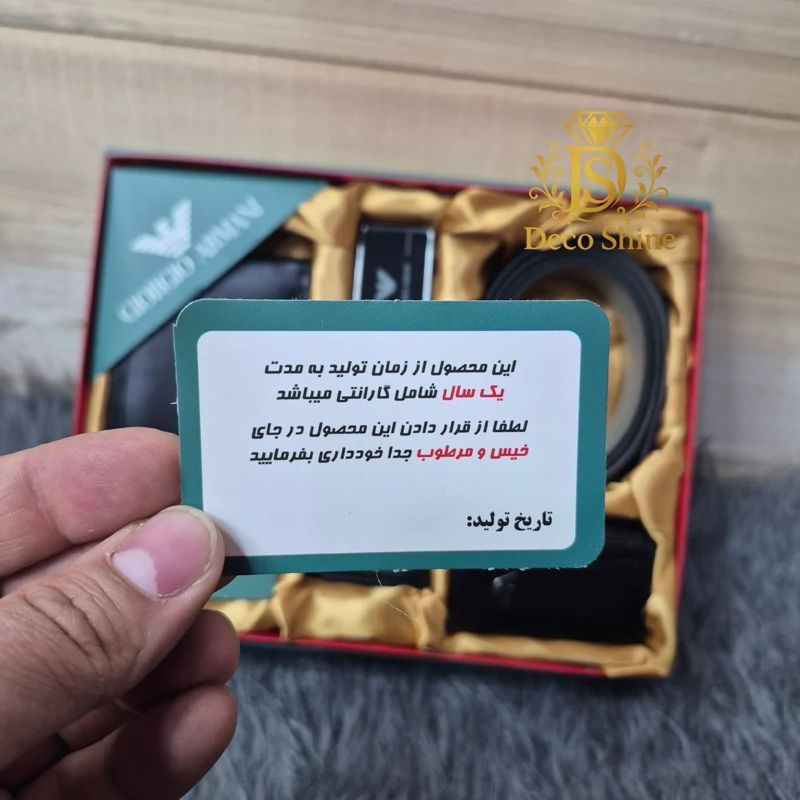 DS
Deco Shine
GIORGIO ARMANI
این محصول از زمان تولید به مدت
یک سال شامل گارانتی میباشد
لطفا از قرار دادن این محصول در جای
خیس و مرطوب جدا خودداری بفرمایید
تاریخ تولید: